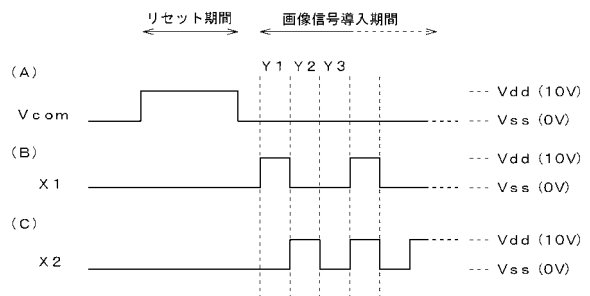 リセット期間 画像信号導入期間
(A) Y1 Y2 Y3
Vdd (10V)
Vcom
Vss (0V)
(B)
Vdd (10V)
X1
Vss (0V)
(C)
Vdd (10V)
X2
Vss (0V)